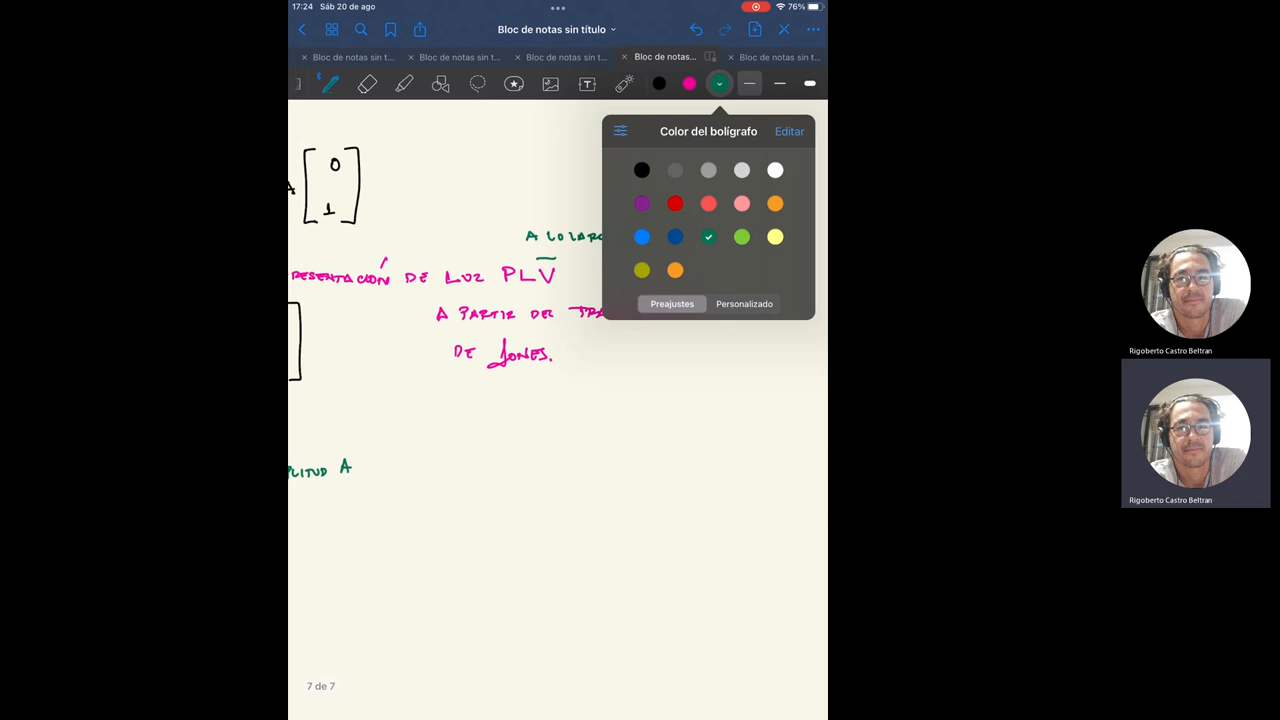 17:24 Sáb 20 de ago
76%
Bloc de notas sin título
Bloc de notas sin t...
Bloc de notas sin t...
Bloc de notas sin t...
Bloc de notas...
Bloc de notas sin t...
Color del bolígrafo
Editar
Preajustes
Personalizado
A
0
1
A LO LARG
RESENTACIÓN DE LUZ PLV
A PARTIR DEL TRA
DE JONES.
PLITUD A
7 de 7
Rigoberto Castro Beltran
Rigoberto Castro Beltran